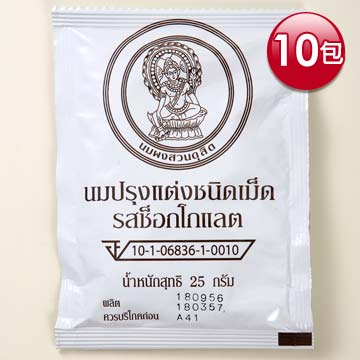 10包
นมผงสวนดุสิต
นมปรุงแต่งชนิดเม็ด
รสช็อกโกแลต
10-1-06836-1-0010
น้ำหนักสุทธิ 25 กรัม
ผลิต 180956
ควรบริโภคก่อน 180357
A41